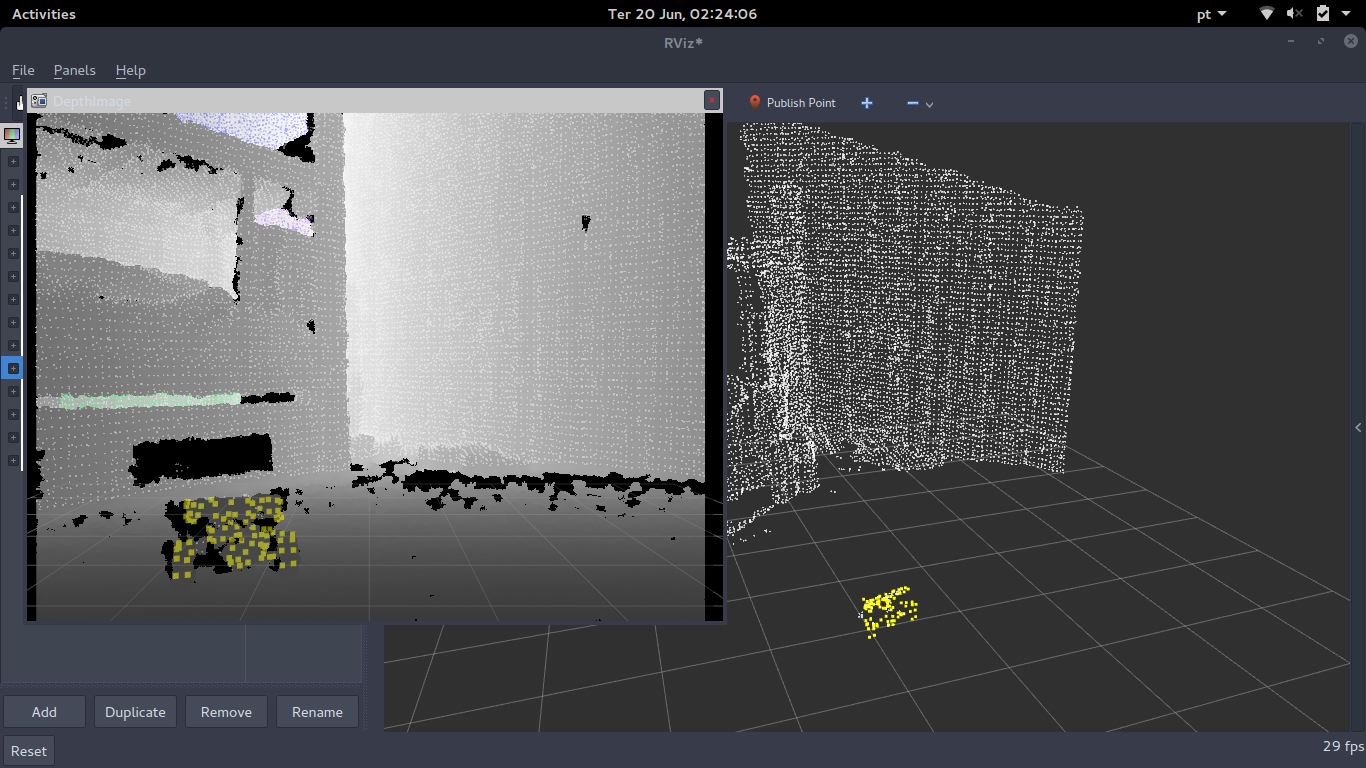 Activities
Ter 20 Jun, 02:24:06
pt
RViz*
File Panels Help
DepthImage
Publish Point
Add Duplicate Remove Rename
Reset
29 fps